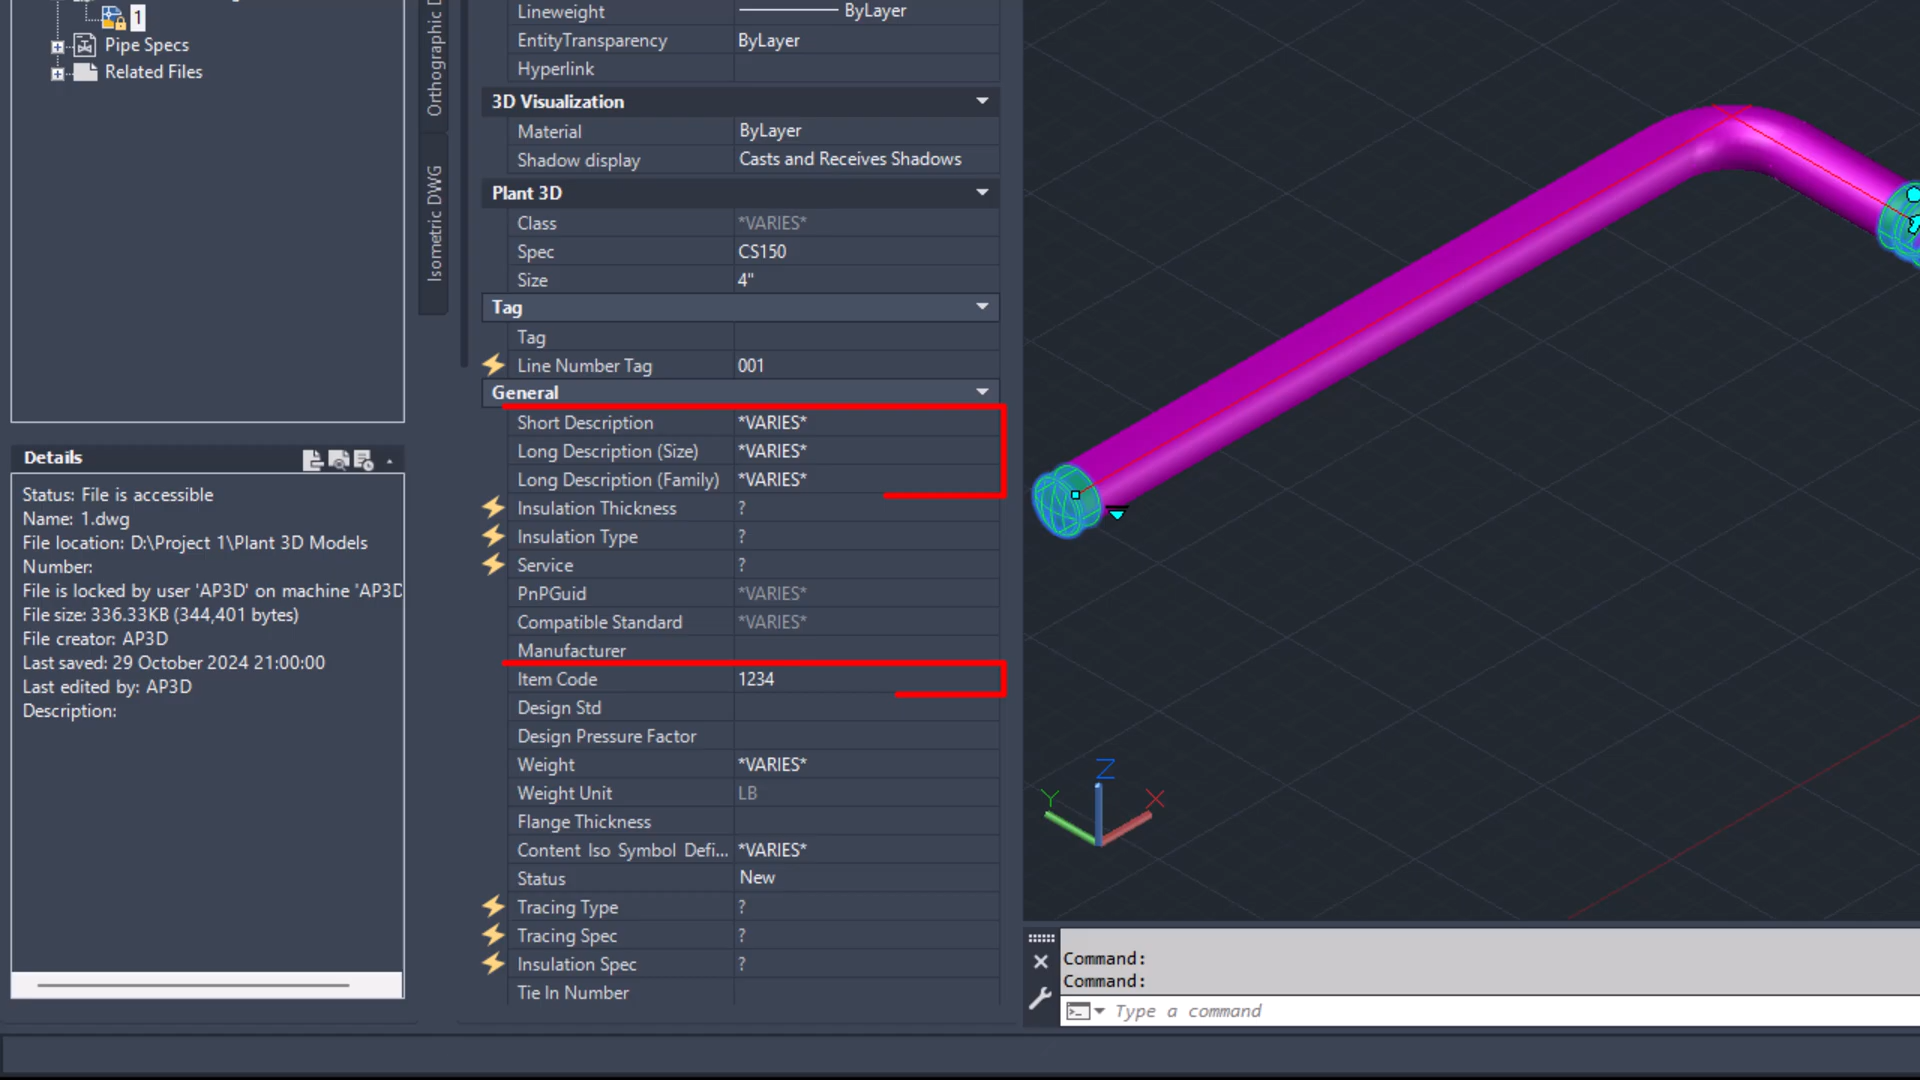 1
Pipe Specs
Related Files
Orthographic
Isometric DWG
Details
Status: File is accessible
Name: 1.dwg
File location: D:\Project 1\Plant 3D Models
Number:
File is locked by user 'AP3D' on machine 'AP3D
File size: 336.33KB (344,401 bytes)
File creator: AP3D
Last saved: 29 October 2024 21:00:00
Last edited by: AP3D
Description:
Lineweight ByLayer
EntityTransparency ByLayer
Hyperlink
3D Visualization
Material ByLayer
Shadow display Casts and Receives Shadows
Plant 3D
Class *VARIES*
Spec CS150
Size 4"
Tag
Tag
Line Number Tag 001
General
Short Description *VARIES*
Long Description (Size) *VARIES*
Long Description (Family) *VARIES*
Insulation Thickness ?
Insulation Type ?
Service ?
PnPGuid *VARIES*
Compatible Standard *VARIES*
Manufacturer
Item Code 1234
Design Std
Design Pressure Factor
Weight *VARIES*
Weight Unit LB
Flange Thickness
Content Iso Symbol Defi... *VARIES*
Status New
Tracing Type ?
Tracing Spec ?
Insulation Spec ?
Tie In Number
Z
Y X
Command:
Command:
Type a command